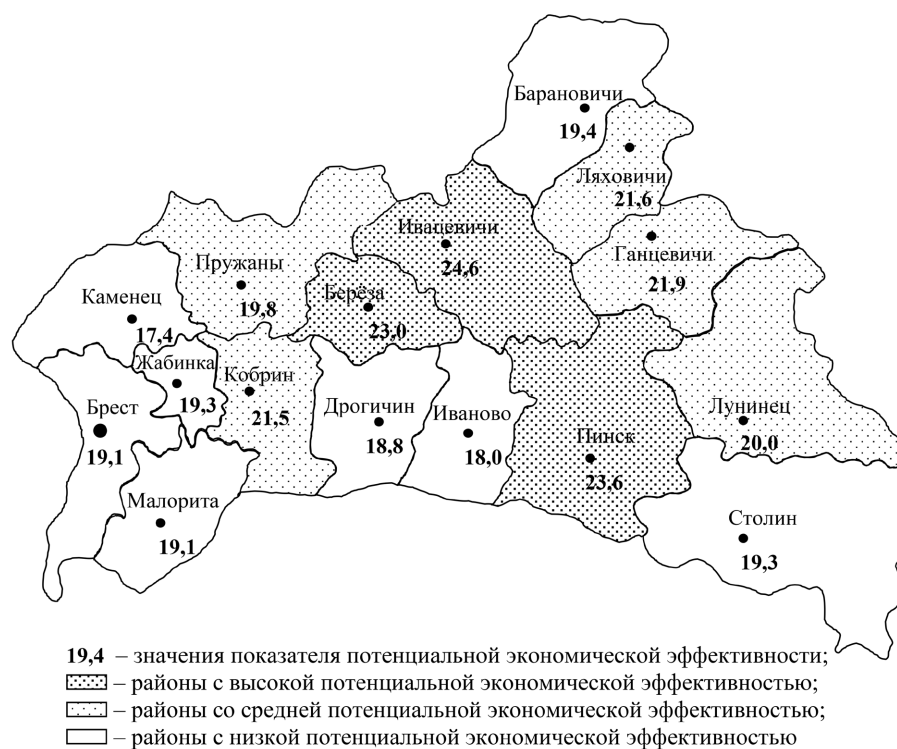 Барановичи
19,4
Ляховичи
21,6
Ивацевичи
24,6
Ганцевичи
21,9
Пружаны
19,8
Берёза
23,0
Каменец
17,4
Жабинка
19,3
Кобрин
21,5
Дрогичин
18,8
Иваново
18,0
Брест
19,1
Лунинец
20,0
Пинск
23,6
Малорита
19,1
Столин
19,3
19,4 – значения показателя потенциальной экономической эффективности;
– районы с высокой потенциальной экономической эффективностью;
– районы со средней потенциальной экономической эффективностью;
– районы с низкой потенциальной экономической эффективностью